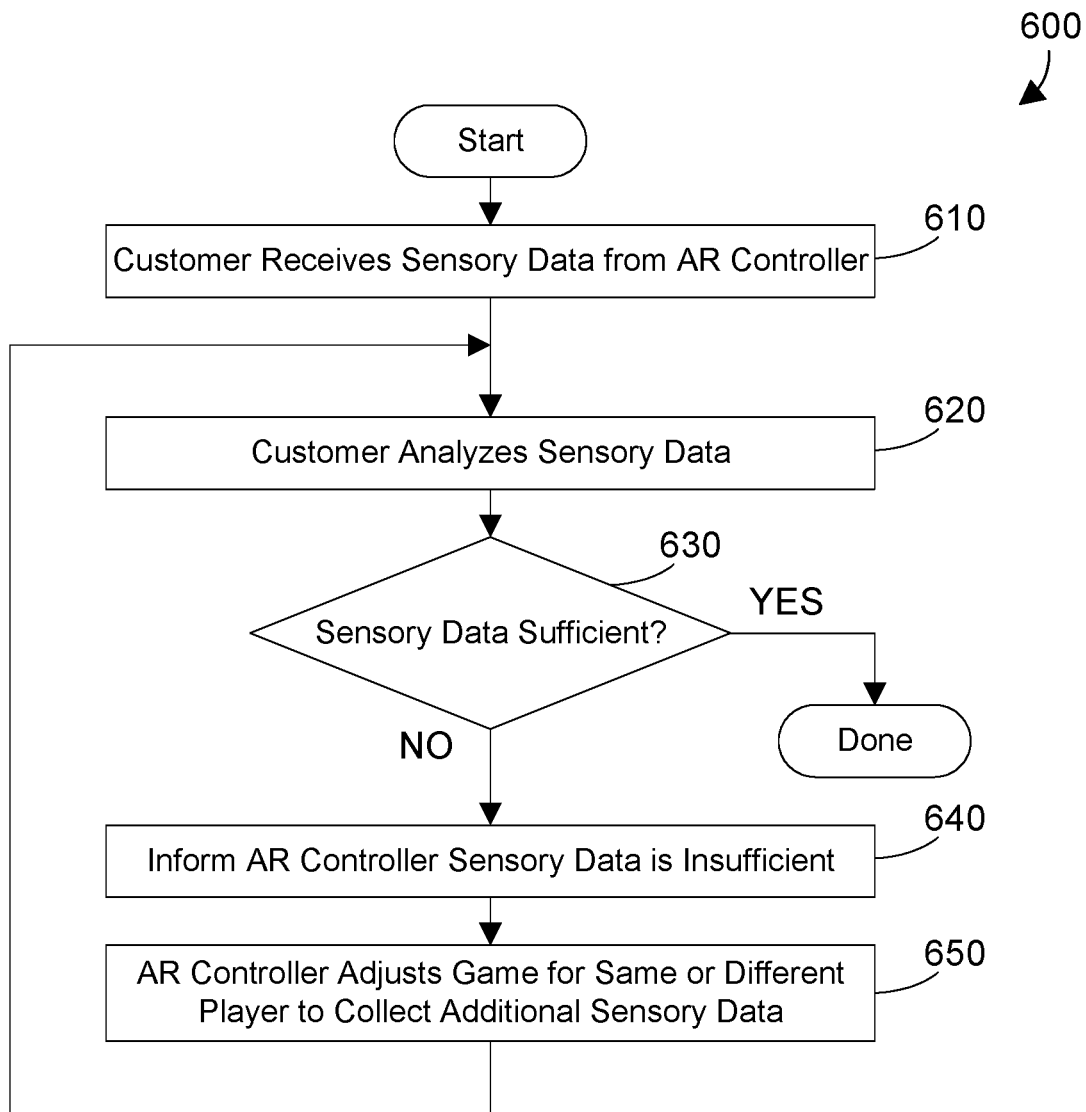 600
Start
610
Customer Receives Sensory Data from AR Controller
620
Customer Analyzes Sensory Data
630
Sensory Data Sufficient?
YES
Done
NO
640
Inform AR Controller Sensory Data is Insufficient
650
AR Controller Adjusts Game for Same or Different
Player to Collect Additional Sensory Data